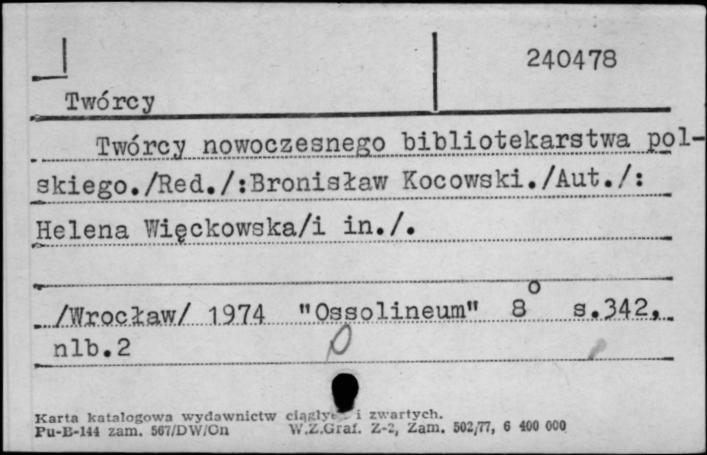 240478
Twórcy
Twórcy nowoczesnego bibliotekarstwa pol-
skiego./Red./:Bronisław Kocowski./Aut./:
Helena Więckowska/i in./.
/Wrocław/ 1974 "Ossolineum" 8° s.342,
nlb.2
Karta katalogowa wydawnictw i zwartych.
Pu-B-144 zam. 567/DW/On W.Z.Graf. Z-2, Zam. 502/77, 6 400 000